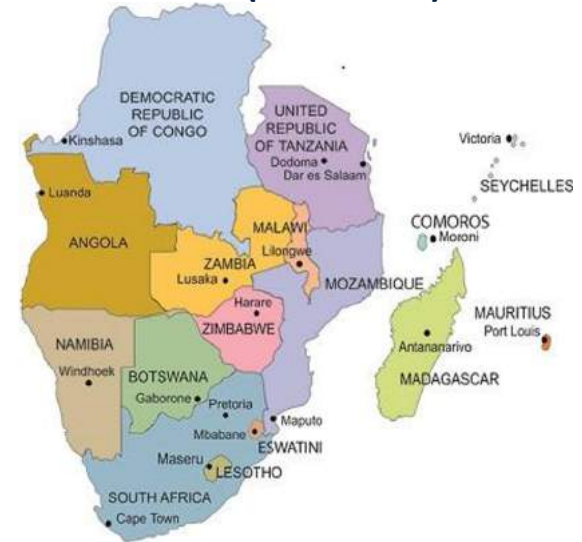 DEMOCRATIC
REPUBLIC
OF CONGO
Kinshasa
UNITED
REPUBLIC
OF TANZANIA
Dodoma
Dar es Salaam
Victoria
SEYCHELLES
Luanda
COMOROS
Moroni
ANGOLA
MALAWI
Lilongwe
ZAMBIA
Lusaka
MOZAMBIQUE
Harare
ZIMBABWE
MAURITIUS
Port Louis
Antananarivo
MADAGASCAR
NAMIBIA
Windhoek
BOTSWANA
Gaborone
Pretoria
Maputo
Mbabane
ESWATINI
Maseru
LESOTHO
SOUTH AFRICA
Cape Town